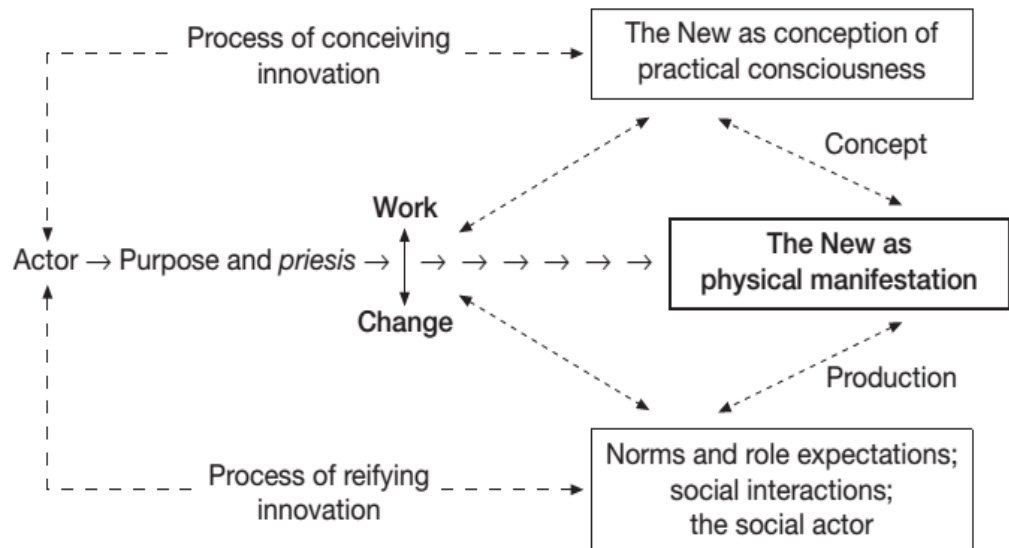 Process of conceiving
innovation
The New as conception of
practical consciousness
Concept
Work
Actor → Purpose and priesis → → → → → → →
Change
The New as
physical manifestation
Production
Process of reifying
innovation
Norms and role expectations;
social interactions;
the social actor